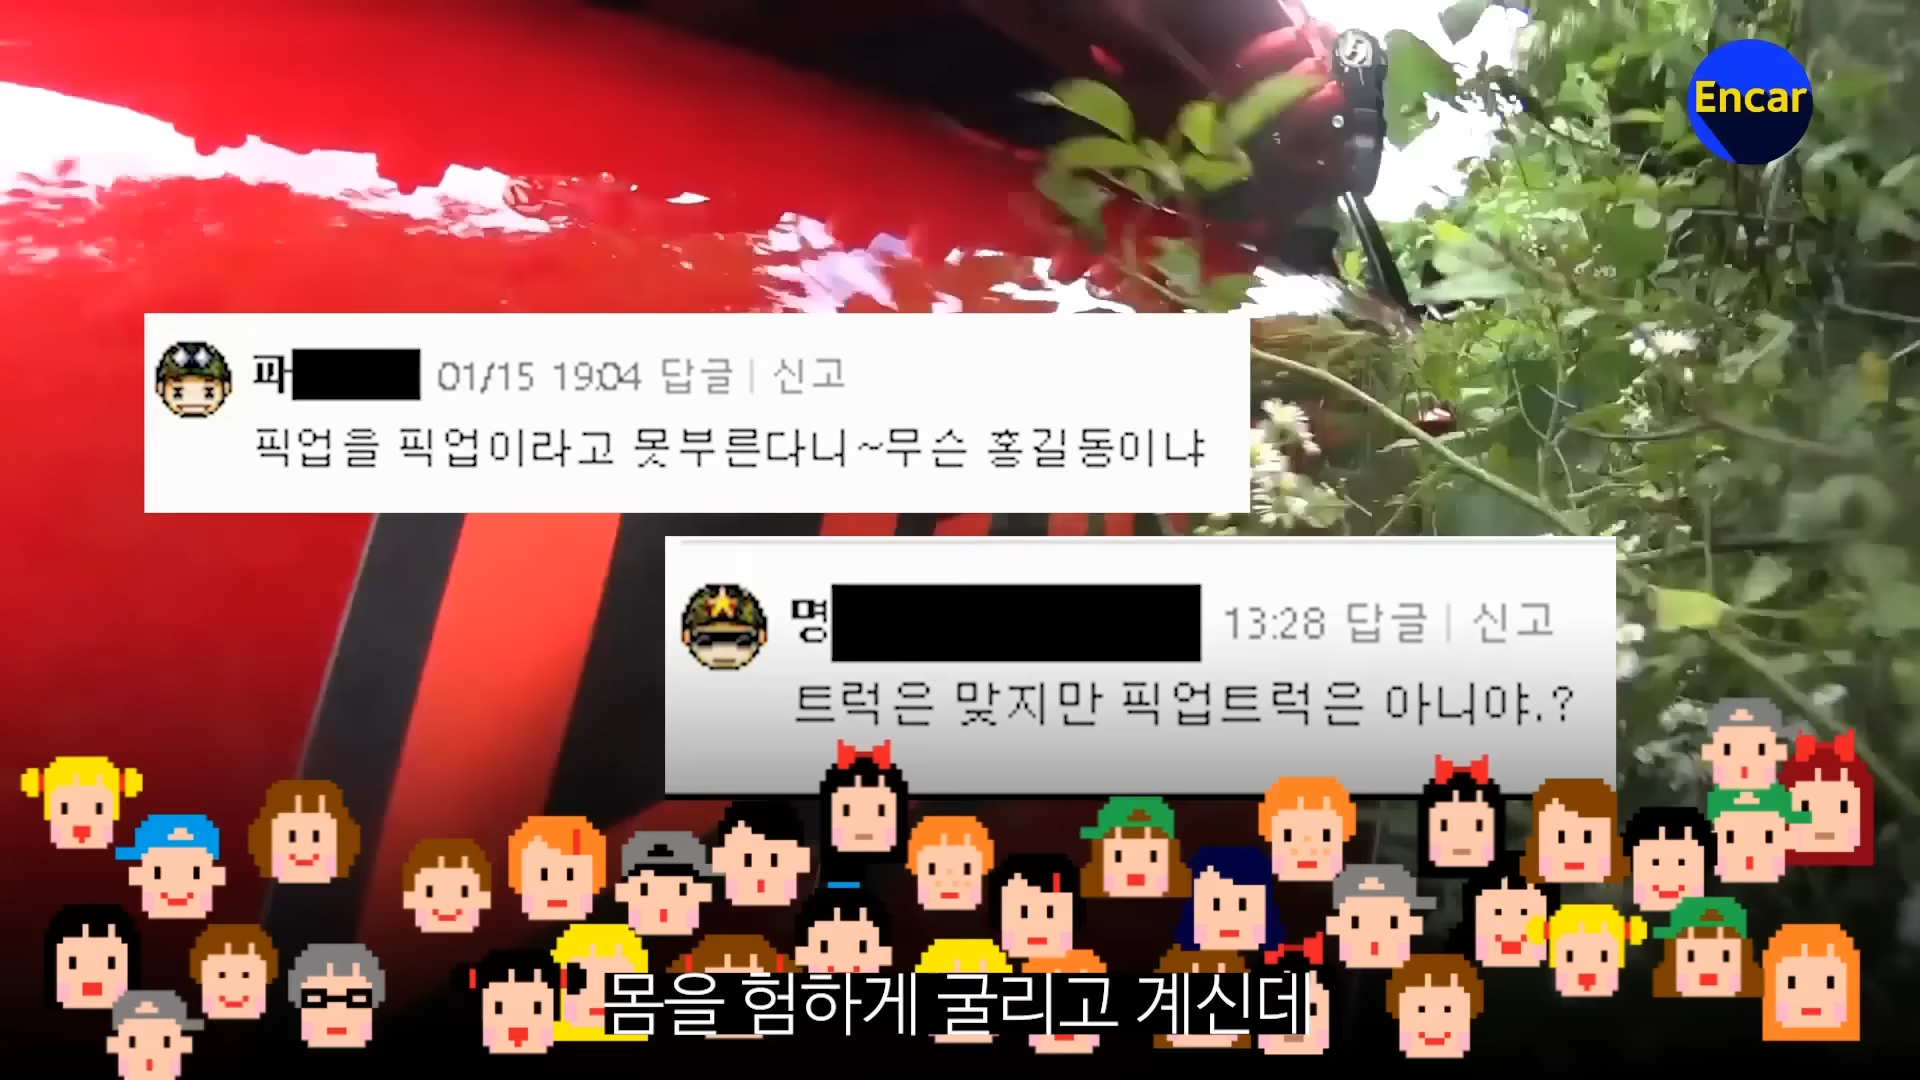 Encar
파 01/15 19:04 답글 | 신고
픽업을 픽업이라고 못부른다니~무슨 홍길동이냐
명 13:28 답글 | 신고
트럭은 맞지만 픽업트럭은 아니야.?
몸을 험하게 굴리고 계신데